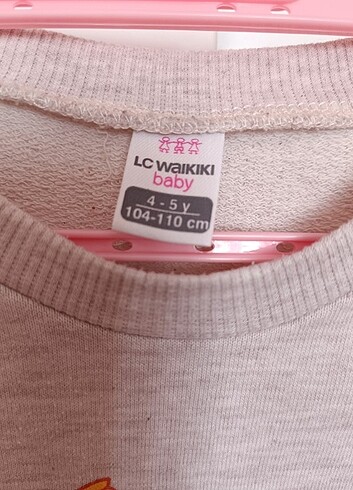 LC WAIKIKI
baby
4 - 5 y
104-110 cm